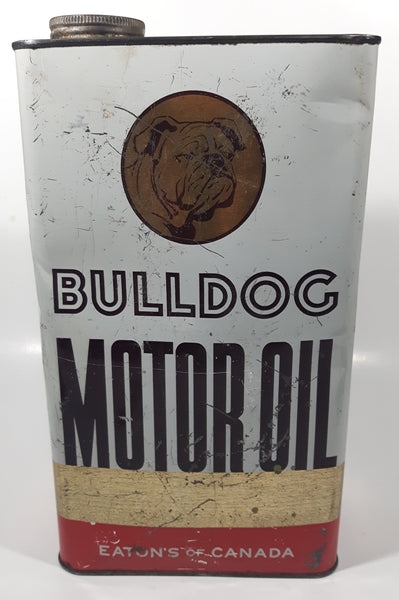 BULLDOG
MOTOR OIL
EATON'S OF CANADA